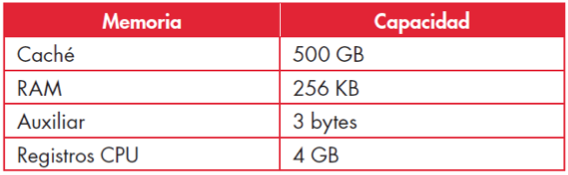 Memoria Capacidad
Caché 500 GB
RAM 256 KB
Auxiliar 3 bytes
Registros CPU 4 GB